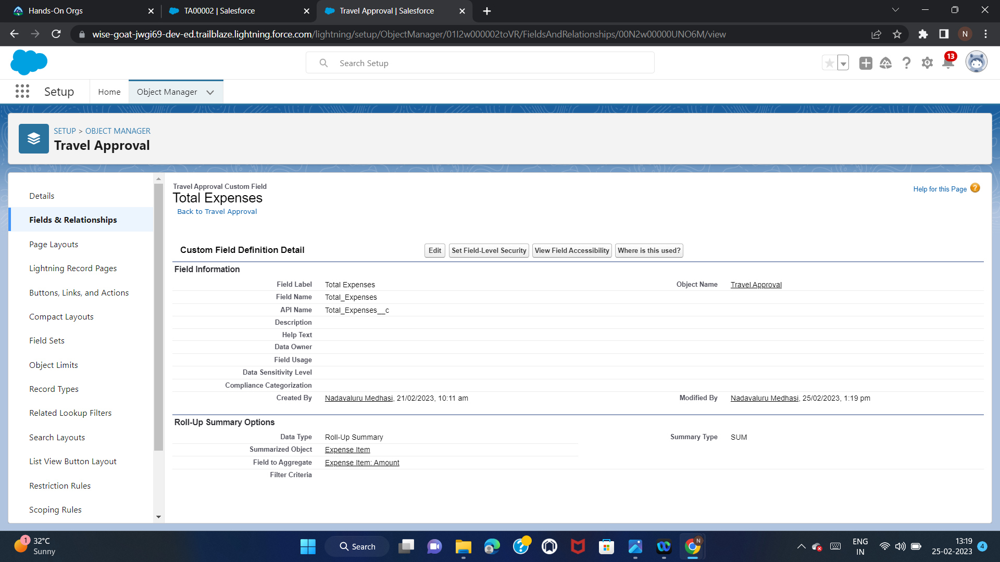 Hands-On Orgs
TA00002 | Salesforce
Travel Approval | Salesforce
wise-goat-jwgi69-dev-ed.trailblaze.lightning.force.com/lightning/setup/ObjectManager/01I2w000002toVR/FieldsAndRelationships/00N2w00000UNO6M/view
N
Search Setup
13
Setup
Home
Object Manager
SETUP > OBJECT MANAGER
Travel Approval
Details
Fields & Relationships
Page Layouts
Lightning Record Pages
Buttons, Links, and Actions
Compact Layouts
Field Sets
Object Limits
Record Types
Related Lookup Filters
Search Layouts
List View Button Layout
Restriction Rules
Scoping Rules
Travel Approval Custom Field
Total Expenses
Back to Travel Approval
Help for this Page ?
Custom Field Definition Detail
Edit
Set Field-Level Security
View Field Accessibility
Where is this used?
Field Information
Field Label Total Expenses
Object Name Travel Approval
Field Name Total_Expenses
API Name Total_Expenses__c
Description
Help Text
Data Owner
Field Usage
Data Sensitivity Level
Compliance Categorization
Created By Nadavaluru Medhasi, 21/02/2023, 10:11 am
Modified By Nadavaluru Medhasi, 25/02/2023, 1:19 pm
Roll-Up Summary Options
Data Type Roll-Up Summary
Summary Type SUM
Summarized Object Expense Item
Field to Aggregate Expense Item: Amount
Filter Criteria
1
32°C
Sunny
Search
N
ENG
IN
13:19
25-02-2023
4